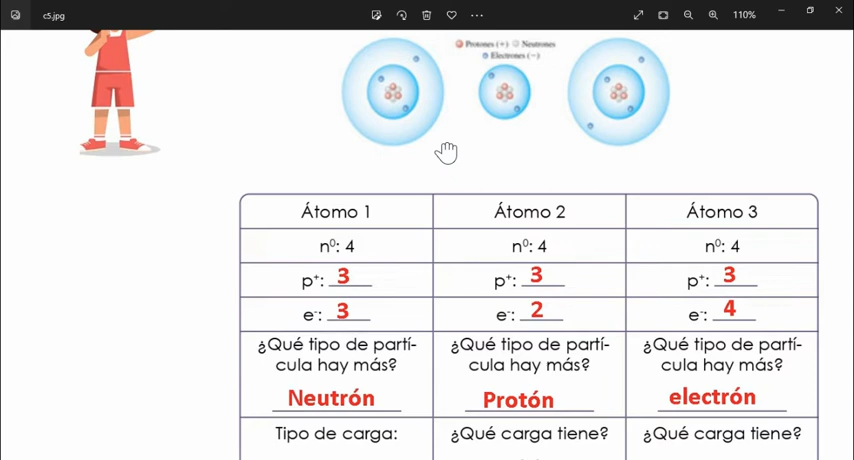 c5.jpg
110%
Protones (+) Neutrones
Electrones (−)
Átomo 1
Átomo 2
Átomo 3
n⁰: 4
n⁰: 4
n⁰: 4
p⁺: 3
p⁺: 3
p⁺: 3
e⁻: 3
e⁻: 2
e⁻: 4
¿Qué tipo de partí-
cula hay más?
Neutrón
¿Qué tipo de partí-
cula hay más?
Protón
¿Qué tipo de partí-
cula hay más?
electrón
Tipo de carga:
¿Qué carga tiene?
¿Qué carga tiene?